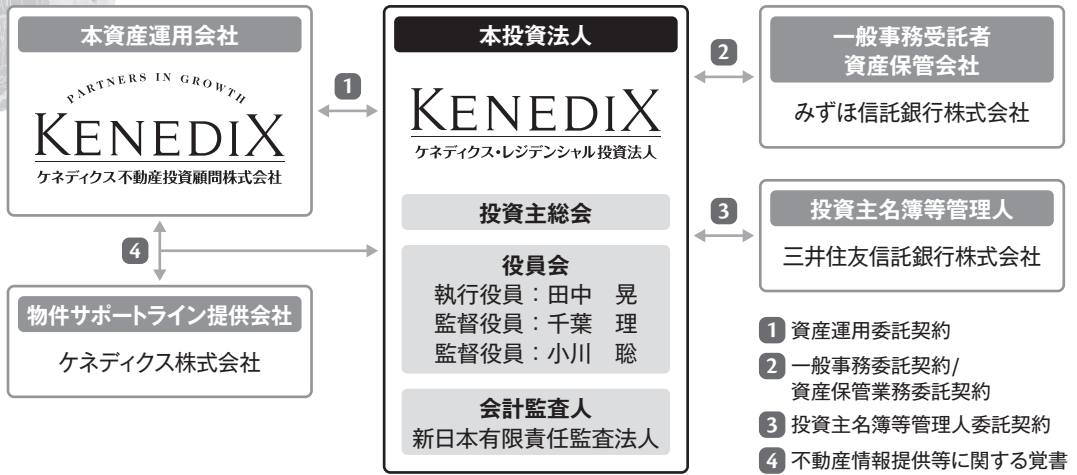 本資産運用会社
PARTNERS IN GROWTH
KENEDIX
ケネディクス不動産投資顧問株式会社
1
4
物件サポートライン提供会社
ケネディクス株式会社
本投資法人
KENEDIX
ケネディクス・レジデンシャル投資法人
投資主総会
役員会
執行役員：田中　晃
監督役員：千葉　理
監督役員：小川　聡
会計監査人
新日本有限責任監査法人
2
一般事務受託者
資産保管会社
みずほ信託銀行株式会社
3
投資主名簿等管理人
三井住友信託銀行株式会社
1 資産運用委託契約
2 一般事務委託契約/
資産保管業務委託契約
3 投資主名簿等管理人委託契約
4 不動産情報提供等に関する覚書